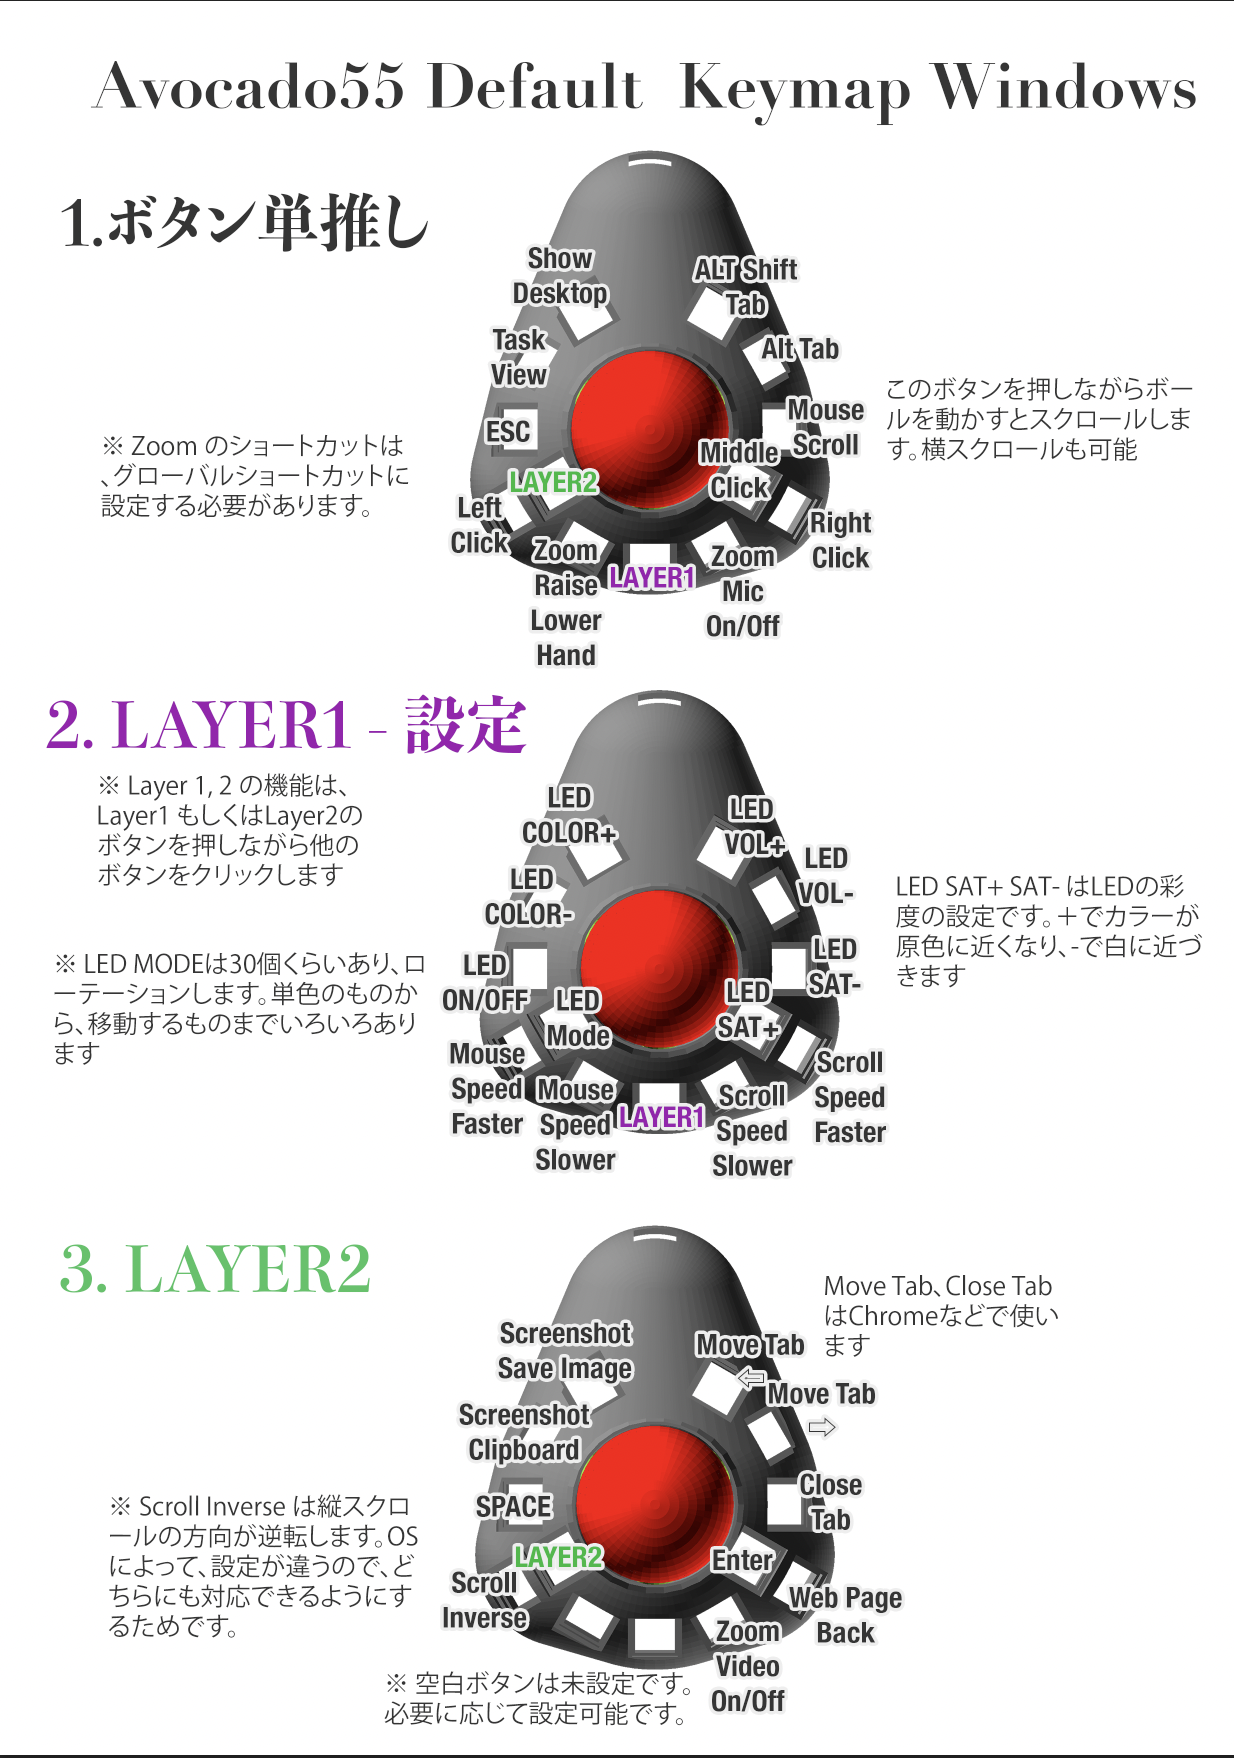 Avocado55 Default Keymap Windows
1.ボタン単推し
Show
Desktop
ALT Shift
Tab
Task
View
Alt Tab
ESC
Mouse
Scroll
Middle
Click
LAYER2
Left
Click
Right
Click
Zoom
Raise
Lower
Hand
LAYER1
Zoom
Mic
On/Off
このボタンを押しながらボー
ルを動かすとスクロールしま
す。横スクロールも可能
※ Zoom のショートカットは
、グローバルショートカットに
設定する必要があります。
2. LAYER1 - 設定
※ Layer 1, 2 の機能は、
Layer1 もしくはLayer2の
ボタンを押しながら他の
ボタンをクリックします
※ LED MODEは30個くらいあり、ロ
ーテーションします。単色のものか
ら、移動するものまでいろいろあり
ます
LED
COLOR+
LED
VOL+
LED
COLOR-
LED
VOL-
LED
ON/OFF
LED
SAT-
LED
Mode
LED
SAT+
Mouse
Speed
Faster
Mouse
Speed
Slower
LAYER1
Scroll
Speed
Slower
Scroll
Speed
Faster
LED SAT+ SAT- はLEDの彩
度の設定です。＋でカラーが
原色に近くなり、-で白に近づ
きます
3. LAYER2
Move Tab、Close Tab
はChromeなどで使い
ます
Screenshot
Save Image
Move Tab
⇦
Move Tab
⇨
Screenshot
Clipboard
SPACE
Close
Tab
LAYER2
Enter
Scroll
Inverse
Web Page
Back
Zoom
Video
On/Off
※ Scroll Inverse は縦スクロ
ールの方向が逆転します。OS
によって、設定が違うので、ど
ちらにも対応できるようにす
るためです。
※ 空白ボタンは未設定です。
必要に応じて設定可能です。